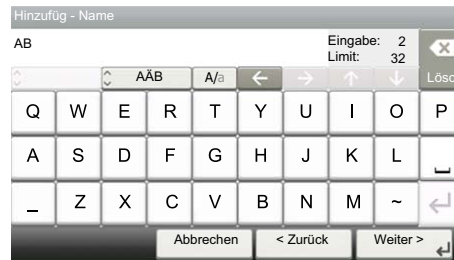 Hinzufüg - Name
AB
Eingabe: 2
Limit: 32
AÄB A/a Lösc
Q W E R T Y U I O P
A S D F G H J K L
_ Z X C V B N M ~
Abbrechen < Zurück Weiter >